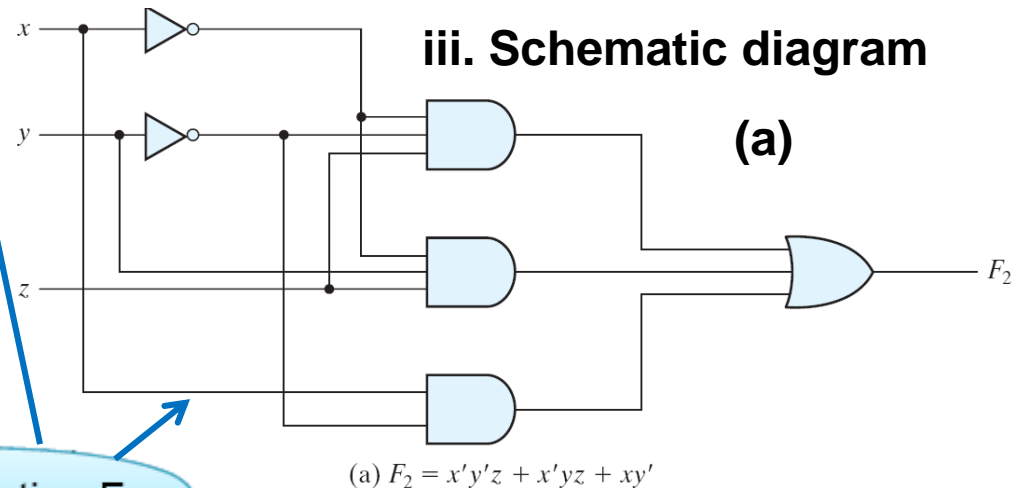 x
iii. Schematic diagram
y
(a)
z
F₂
(a) F₂ = x′y′z + x′yz + xy′